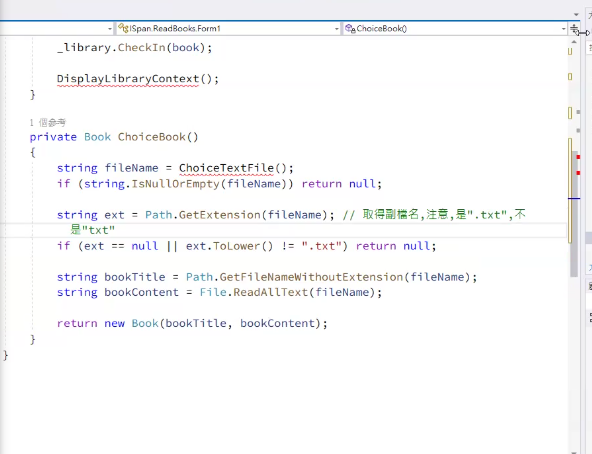 ISpan.ReadBooks.Form1 ChoiceBook()
_library.CheckIn(book);
DisplayLibraryContext();
}
1 個參考
private Book ChoiceBook()
{
string fileName = ChoiceTextFile();
if (string.IsNullOrEmpty(fileName)) return null;
string ext = Path.GetExtension(fileName); // 取得副檔名,注意,是".txt",不
是"txt"
if (ext == null || ext.ToLower() != ".txt") return null;
string bookTitle = Path.GetFileNameWithoutExtension(fileName);
string bookContent = File.ReadAllText(fileName);
return new Book(bookTitle, bookContent);
}
}